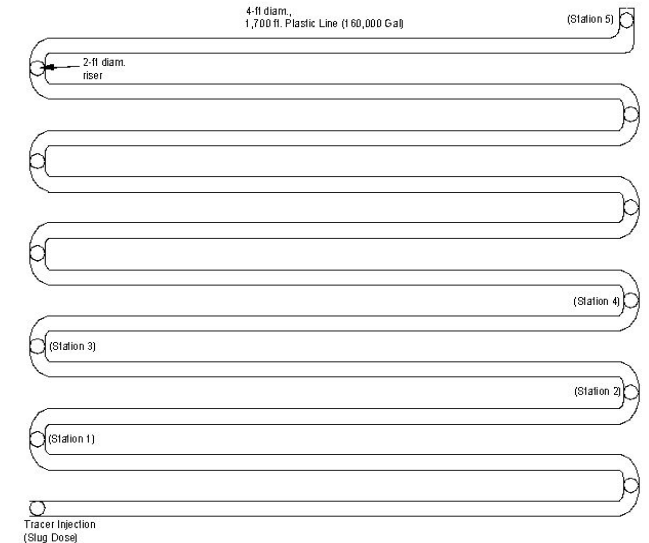 4-ft diam.,
1,700 ft. Plastic Line (160,000 Gal)
(Station 5)
2-ft diam.
riser
(Station 4)
(Station 3)
(Station 2)
(Station 1)
Tracer Injection
(Slug Dose)